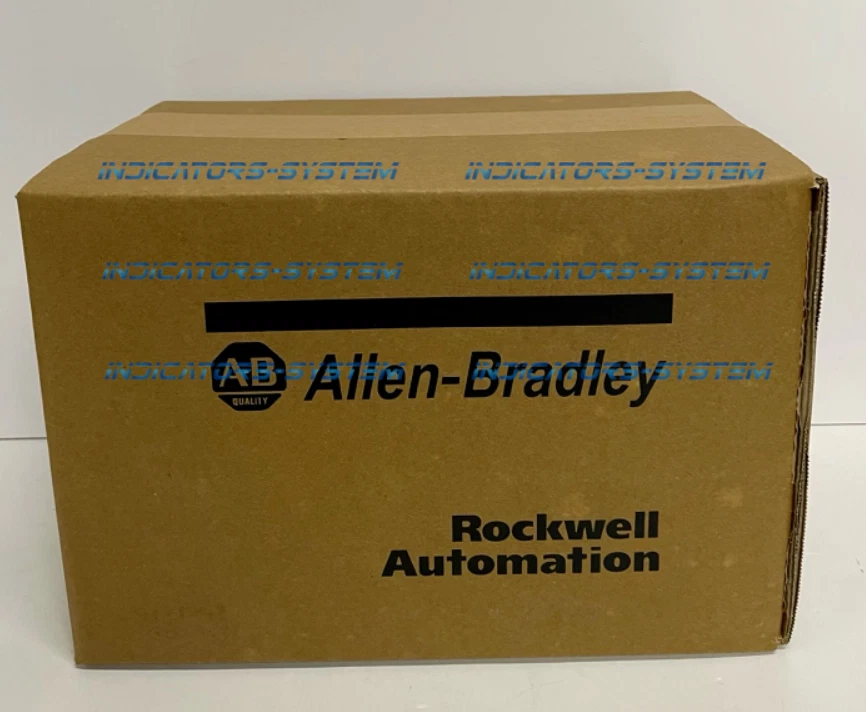 INDICATORS-SYSTEM INDICATORS-SYSTEM
INDICATORS-SYSTEM INDICATORS-SYSTEM
AB QUALITY
Allen-Bradley
INDICATORS-SYSTEM INDICATORS-SYSTEM
Rockwell
Automation